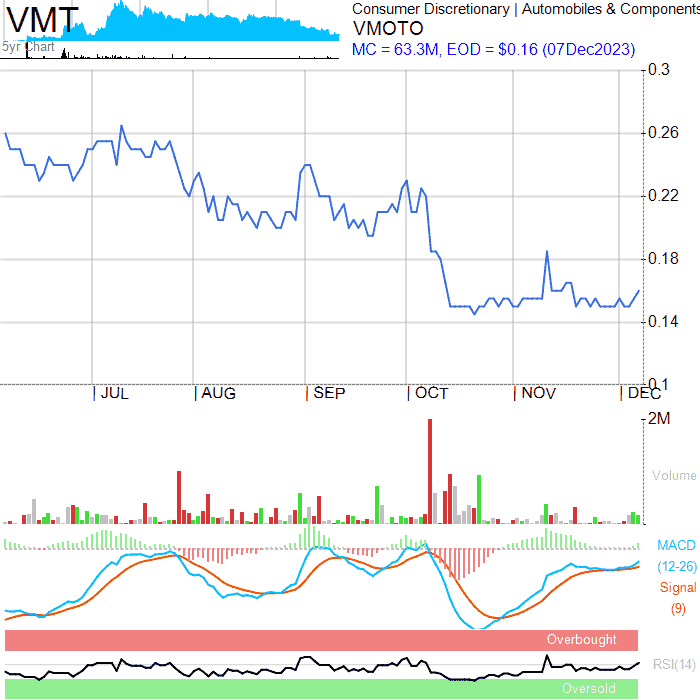 VMT
5yr Chart
Consumer Discretionary | Automobiles & Components
VMOTO
MC = 63.3M, EOD = $0.16 (07Dec2023)
0.3
0.26
0.22
0.18
0.14
0.1
JUL
AUG
SEP
OCT
NOV
DEC
2M
Volume
MACD
(12-26)
Signal
(9)
Overbought
RSI(14)
Oversold